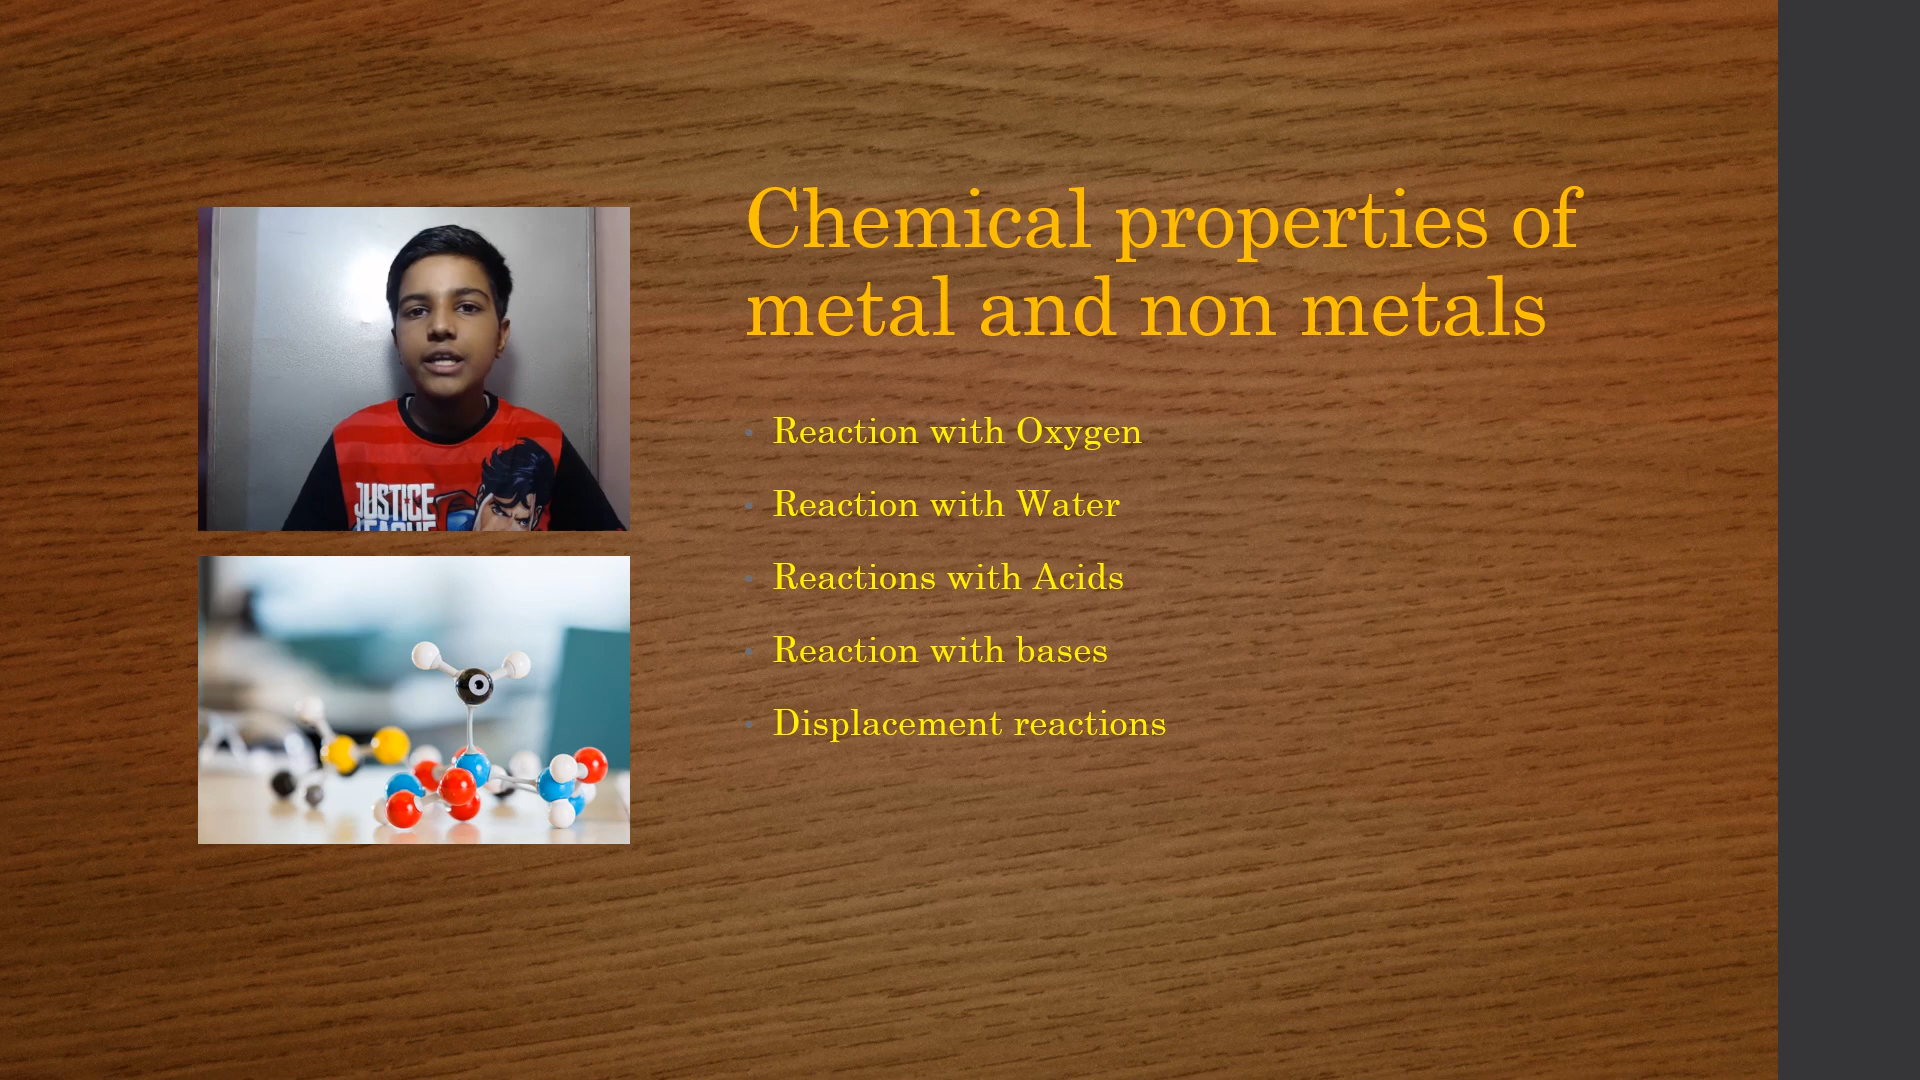 Chemical properties of
metal and non metals
Reaction with Oxygen
Reaction with Water
Reactions with Acids
Reaction with bases
Displacement reactions
JUSTICE
LEAGUE